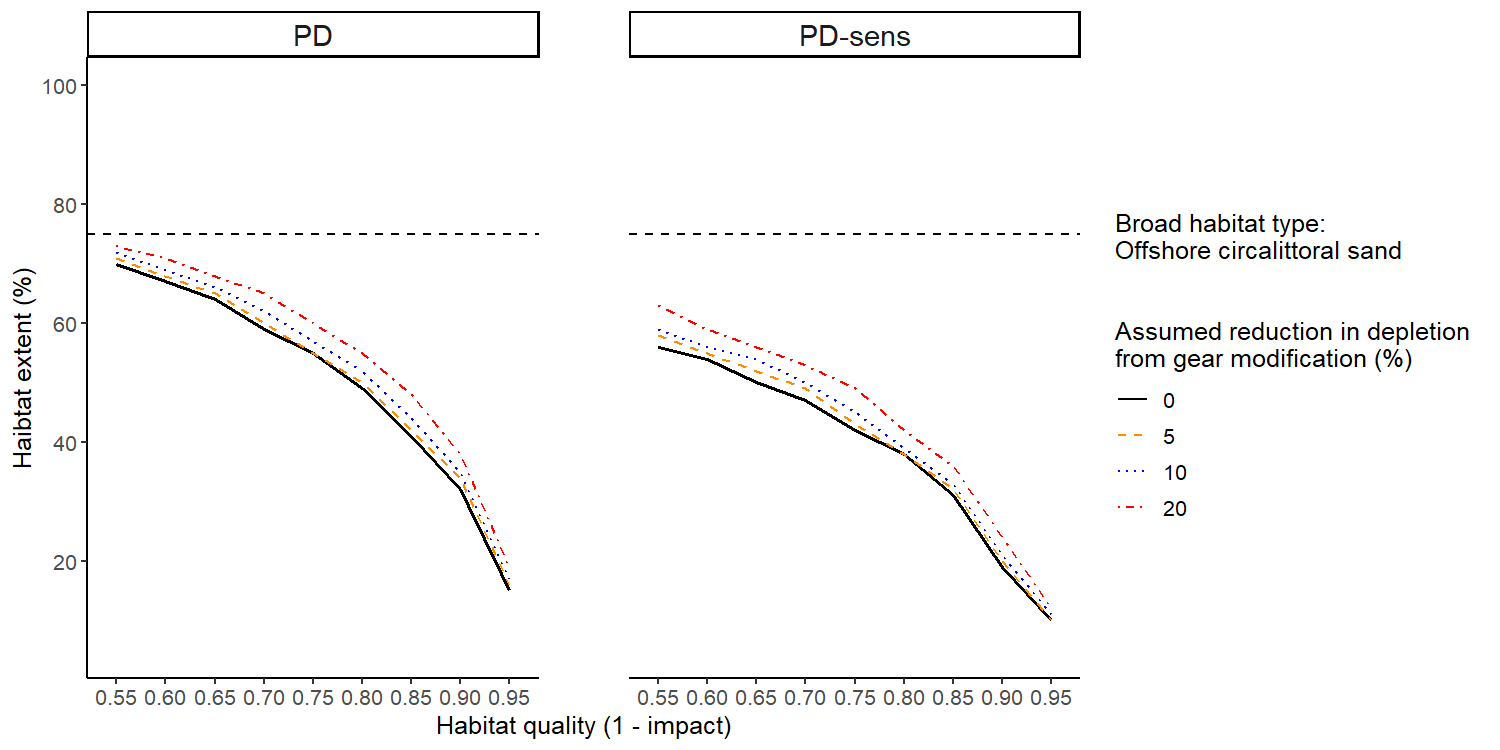 PD
PD-sens
100
80
60
40
20
Haibtat extent (%)
0.55 0.60 0.65 0.70 0.75 0.80 0.85 0.90 0.95
0.55 0.60 0.65 0.70 0.75 0.80 0.85 0.90 0.95
Habitat quality (1 - impact)
Broad habitat type:
Offshore circalittoral sand
Assumed reduction in depletion
from gear modification (%)
0
5
10
20